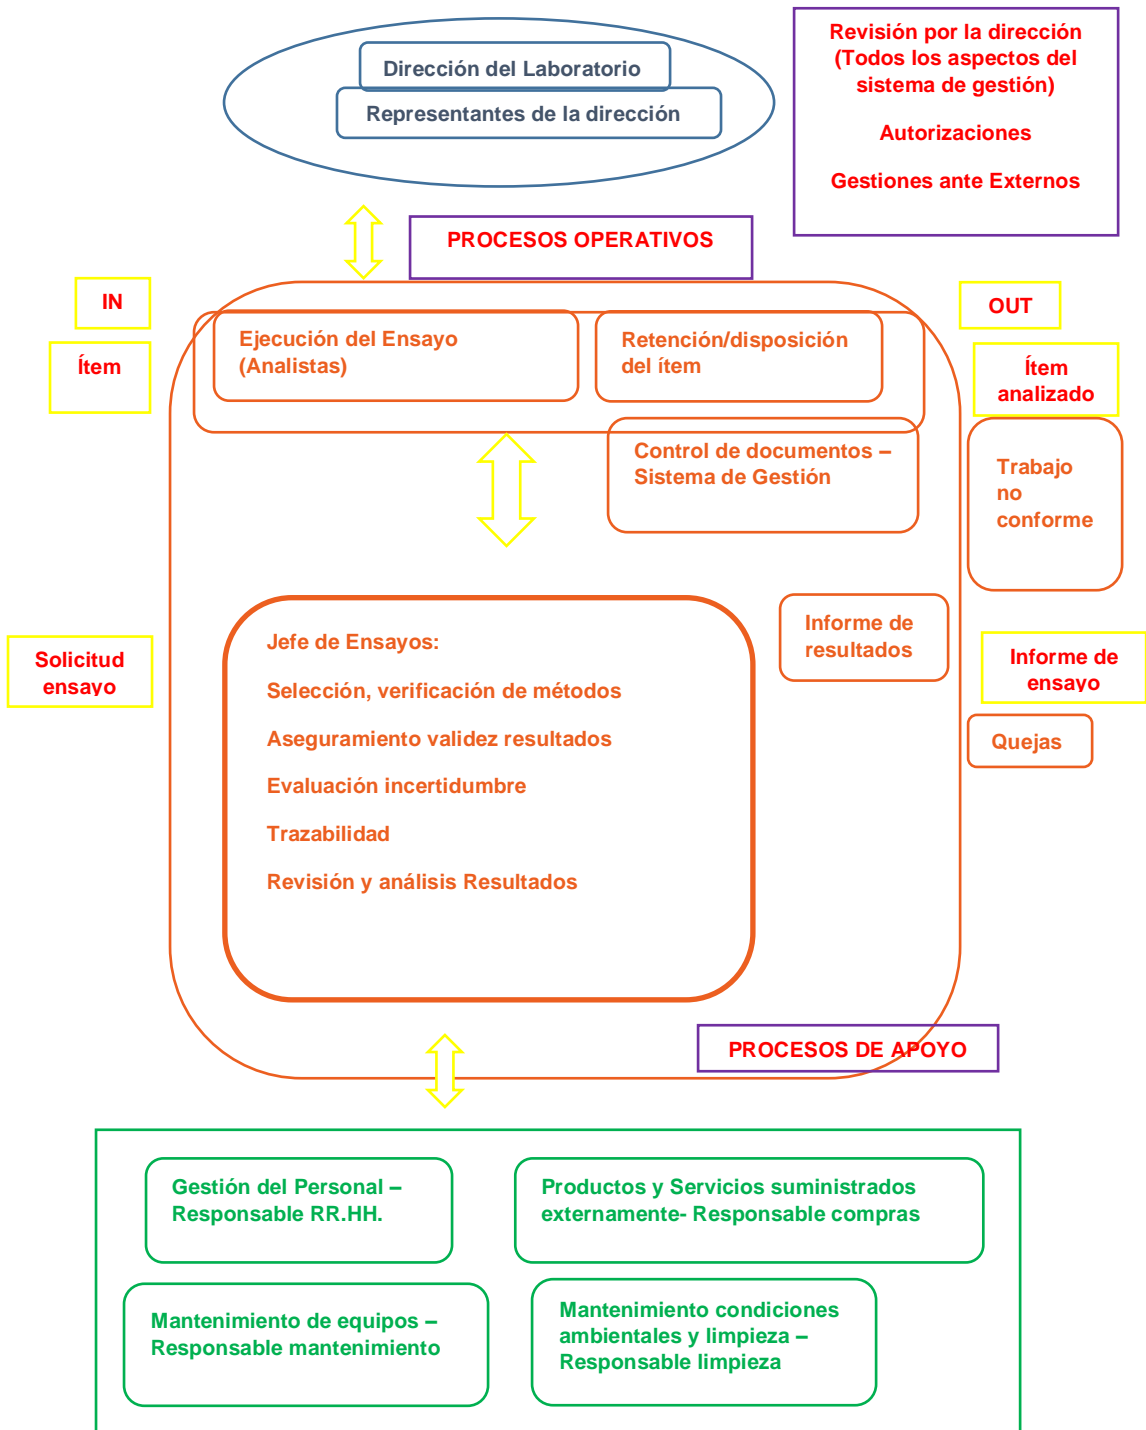 Dirección del Laboratorio
Representantes de la dirección
Revisión por la dirección
(Todos los aspectos del
sistema de gestión)
Autorizaciones
Gestiones ante Externos
PROCESOS OPERATIVOS
IN
OUT
Ítem
Ejecución del Ensayo
(Analistas)
Retención/disposición
del ítem
Ítem
analizado
Control de documentos –
Sistema de Gestión
Trabajo
no
conforme
Solicitud
ensayo
Jefe de Ensayos:
Selección, verificación de métodos
Aseguramiento validez resultados
Evaluación incertidumbre
Trazabilidad
Revisión y análisis Resultados
Informe de
resultados
Informe de
ensayo
Quejas
PROCESOS DE APOYO
Gestión del Personal –
Responsable RR.HH.
Productos y Servicios suministrados
externamente- Responsable compras
Mantenimiento de equipos –
Responsable mantenimiento
Mantenimiento condiciones
ambientales y limpieza –
Responsable limpieza